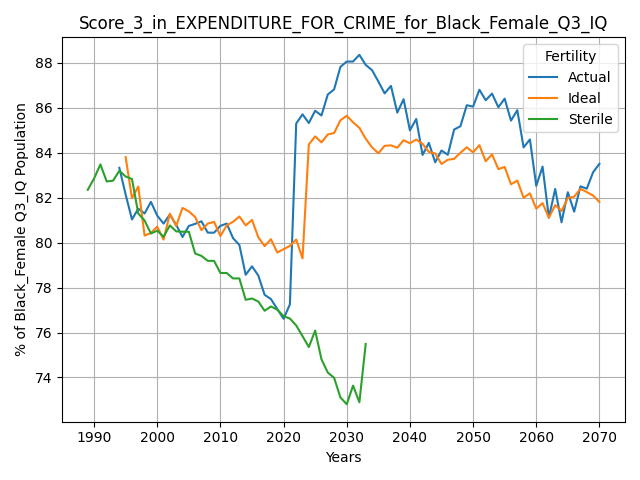 Score_3_in_EXPENDITURE_FOR_CRIME_for_Black_Female_Q3_IQ
Fertility
Actual
Ideal
Sterile
% of Black_Female Q3_IQ Population
88
86
84
82
80
78
76
74
1990 2000 2010 2020 2030 2040 2050 2060 2070
Years